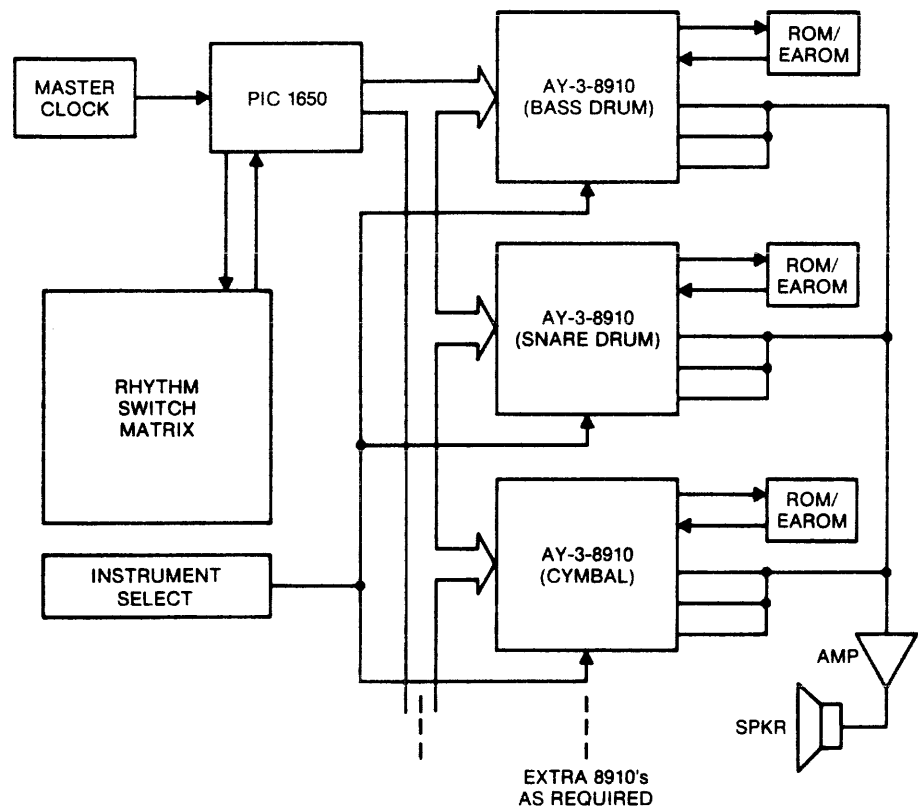 MASTER
CLOCK
PIC 1650
AY-3-8910
(BASS DRUM)
ROM/
EAROM
RHYTHM
SWITCH
MATRIX
AY-3-8910
(SNARE DRUM)
ROM/
EAROM
INSTRUMENT
SELECT
AY-3-8910
(CYMBAL)
ROM/
EAROM
AMP
SPKR
EXTRA 8910's
AS REQUIRED